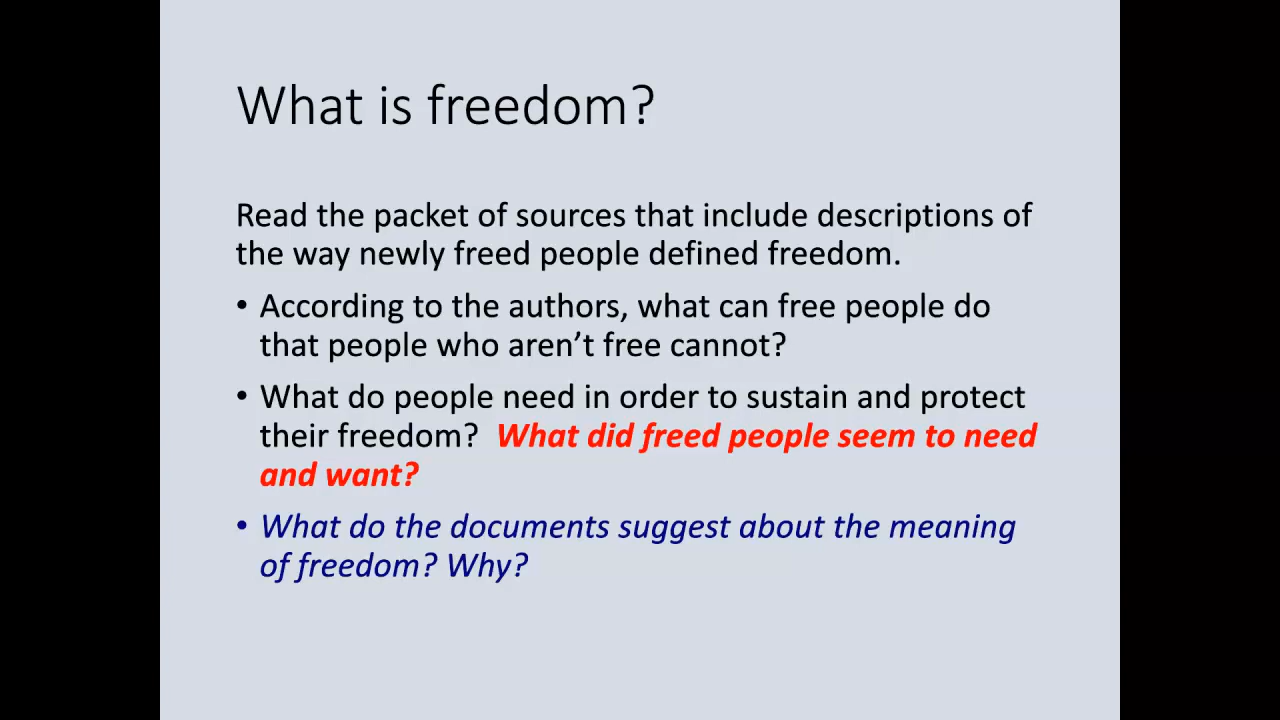 What is freedom?
Read the packet of sources that include descriptions of
the way newly freed people defined freedom.
• According to the authors, what can free people do
that people who aren’t free cannot?
• What do people need in order to sustain and protect
their freedom? What did freed people seem to need
and want?
• What do the documents suggest about the meaning
of freedom? Why?